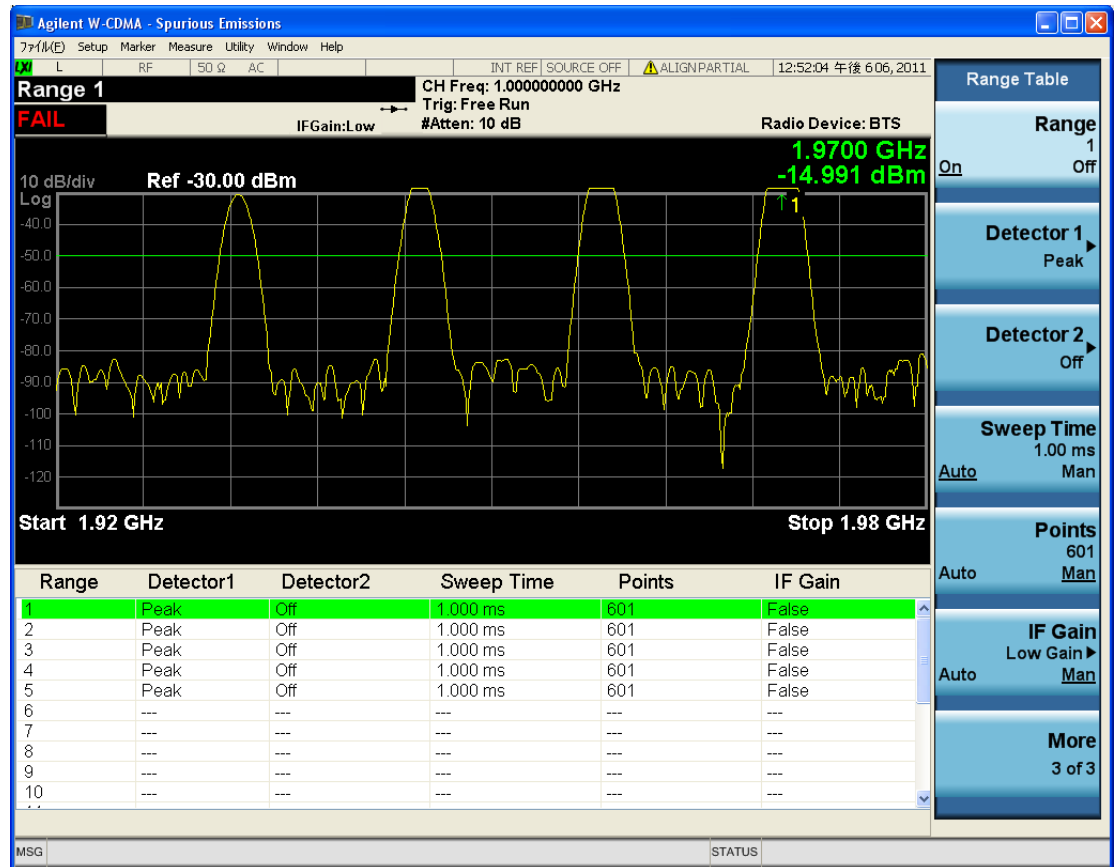 Agilent W-CDMA - Spurious Emissions
ファイル(F) Setup Marker Measure Utility Window Help
LXI L RF 50 Ω AC INT REF SOURCE OFF ALIGNPARTIAL 12:52:04 午後 6 06, 2011
Range 1
CH Freq: 1.000000000 GHz
Trig: Free Run
FAIL
IFGain:Low
#Atten: 10 dB
Radio Device: BTS
1.9700 GHz
-14.991 dBm
10 dB/div Ref -30.00 dBm
Log
1
-40.0
-50.0
-60.0
-70.0
-80.0
-90.0
-100
-110
-120
Start 1.92 GHz Stop 1.98 GHz
Range Detector1 Detector2 Sweep Time Points IF Gain
1 Peak Off 1.000 ms 601 False
2 Peak Off 1.000 ms 601 False
3 Peak Off 1.000 ms 601 False
4 Peak Off 1.000 ms 601 False
5 Peak Off 1.000 ms 601 False
6 --- --- --- --- ---
7 --- --- --- --- ---
8 --- --- --- --- ---
9 --- --- --- --- ---
10 --- --- --- --- ---
MSG STATUS
Range Table
Range
1
On Off
Detector 1
Peak
Detector 2
Off
Sweep Time
1.00 ms
Auto Man
Points
601
Auto Man
IF Gain
Low Gain
Auto Man
More
3 of 3